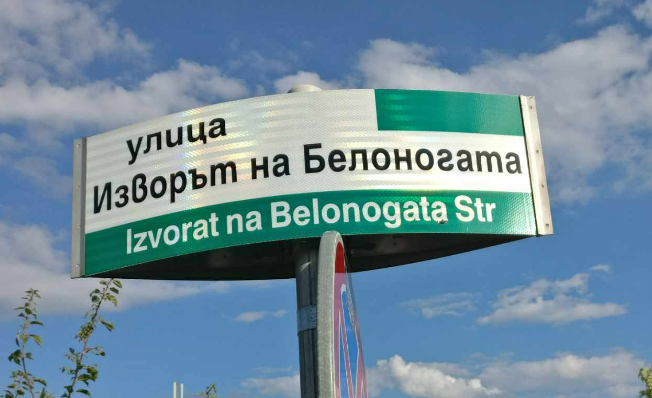 улица
Изворът на Белоногата
Izvorat na Belonogata Str